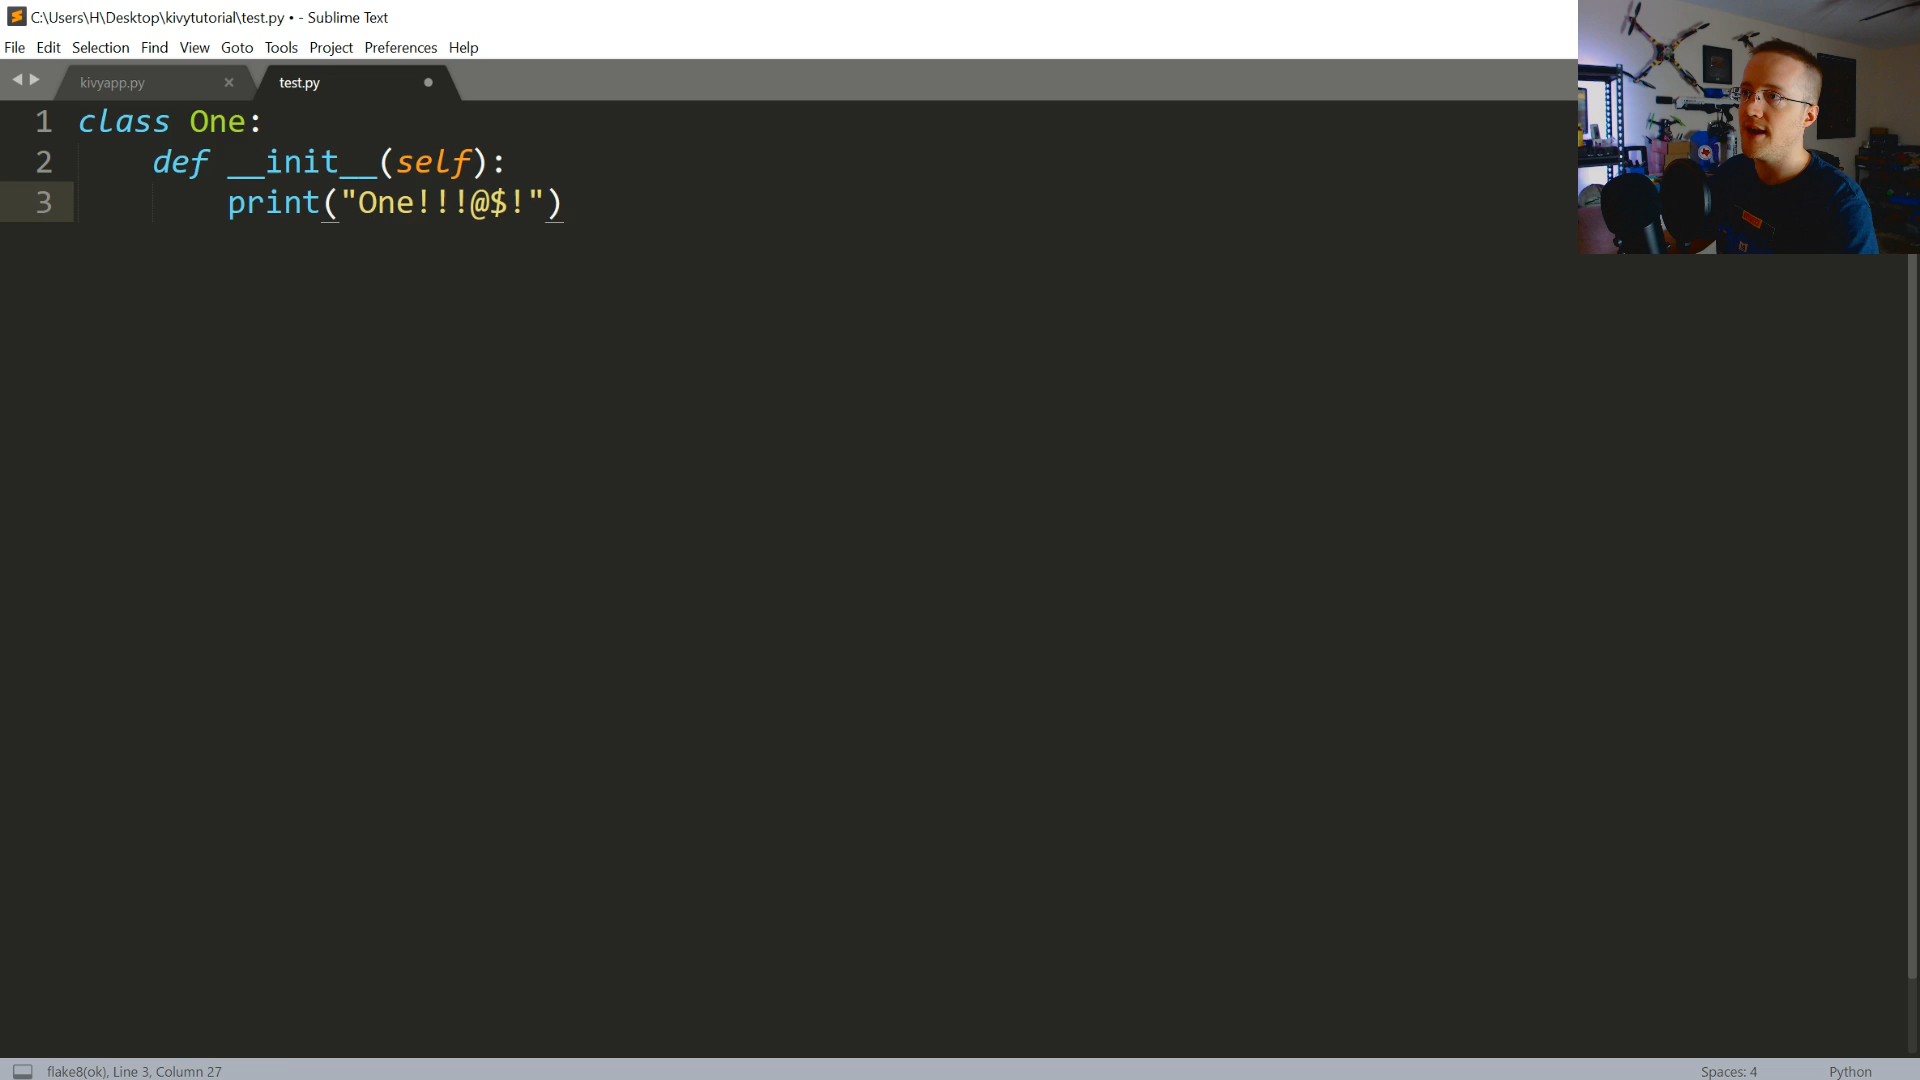 C:\Users\H\Desktop\kivytutorial\test.py • - Sublime Text
File Edit Selection Find View Goto Tools Project Preferences Help
kivyapp.py test.py
1 class One:
2 def __init__(self):
3 print("One!!!@$!")
flake8(ok), Line 3, Column 27 Spaces: 4 Python